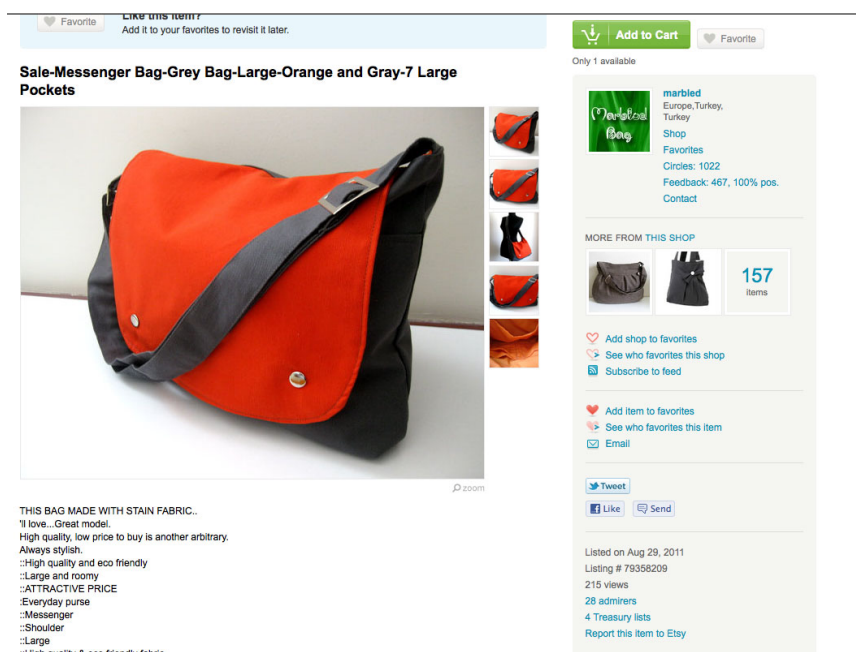 Favorite
Like this item?
Add it to your favorites to revisit it later.
Sale-Messenger Bag-Grey Bag-Large-Orange and Gray-7 Large
Pockets
zoom
THIS BAG MADE WITH STAIN FABRIC..
'll love...Great model.
High quality, low price to buy is another arbitrary.
Always stylish.
::High quality and eco friendly
::Large and roomy
::ATTRACTIVE PRICE
:Everyday purse
::Messenger
::Shoulder
::Large
::High quality & eco friendly fabric
Add to Cart
Favorite
Only 1 available
Marbled
Bag
marbled
Europe,Turkey,
Turkey
Shop
Favorites
Circles: 1022
Feedback: 467, 100% pos.
Contact
MORE FROM THIS SHOP
157
items
Add shop to favorites
See who favorites this shop
Subscribe to feed
Add item to favorites
See who favorites this item
Email
Tweet
Like
Send
Listed on Aug 29, 2011
Listing # 79358209
215 views
28 admirers
4 Treasury lists
Report this item to Etsy